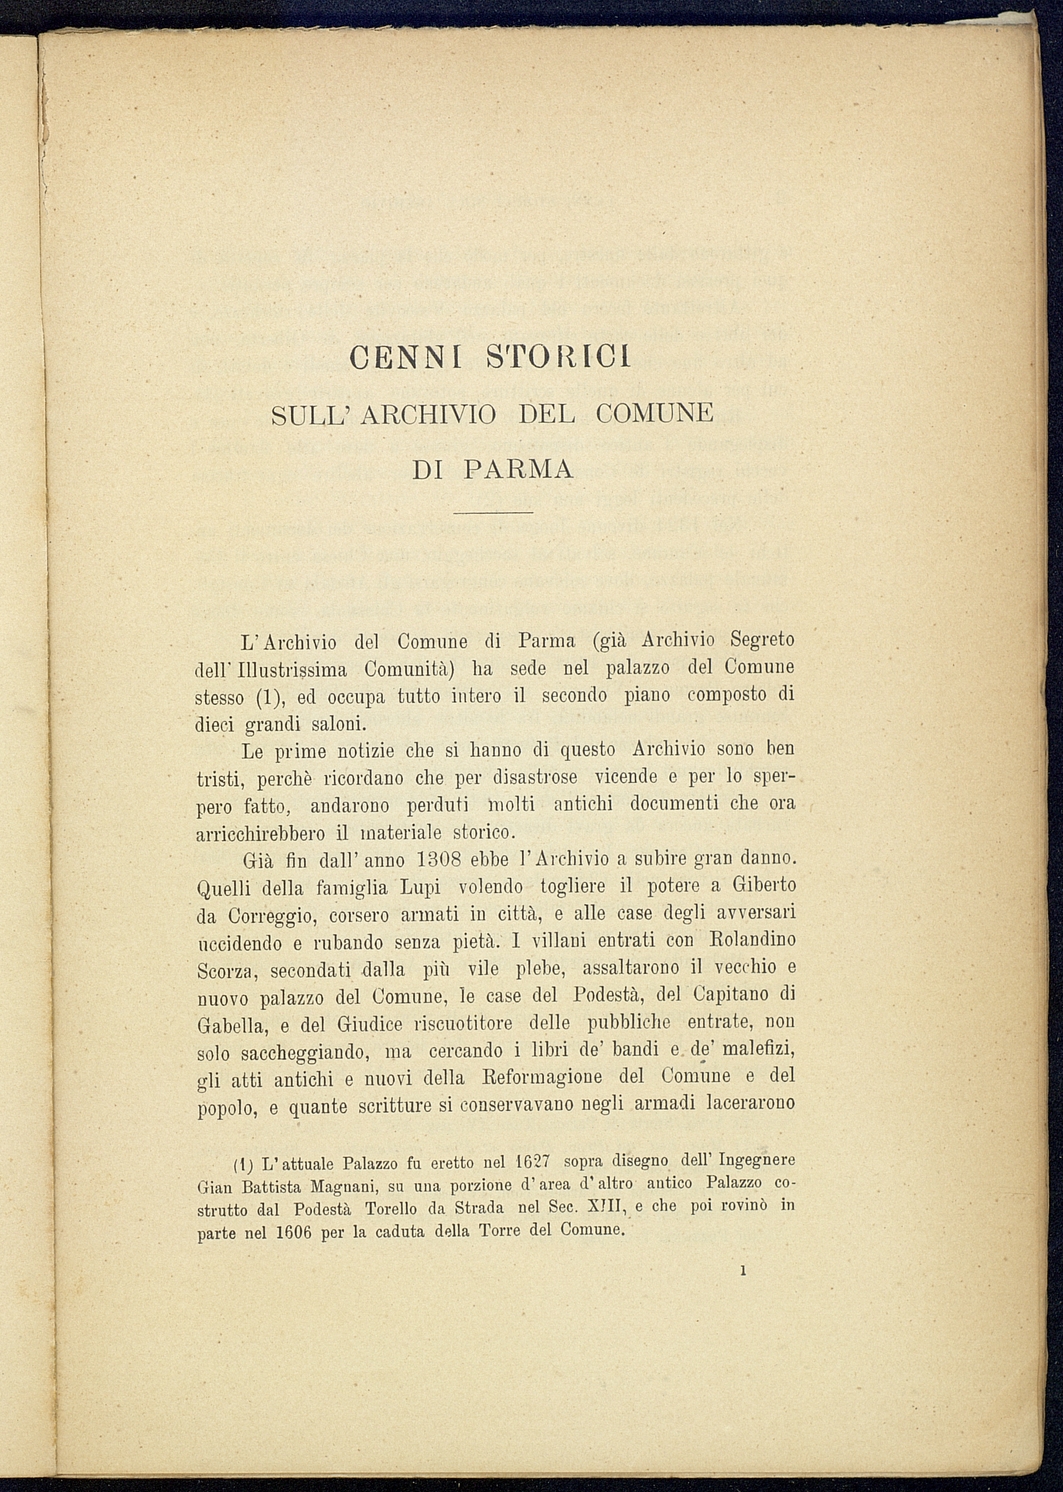 CENNI STORICI
SULL' ARCHIVIO DEL COMUNE
DI PARMA
L'Archivio del Comune di Parma (già Archivio Segreto
dell' Illustrissima Comunità) ha sede nel palazzo del Comune
stesso (1), ed occupa tutto intero il secondo piano composto di
dieci grandi saloni.
Le prime notizie che si hanno di questo Archivio sono ben
tristi, perchè ricordano che per disastrose vicende e per lo sper-
pero fatto, andarono perduti molti antichi documenti che ora
arricchirebbero il materiale storico.
Già fin dall' anno 1308 ebbe l'Archivio a subire gran danno.
Quelli della famiglia Lupi volendo togliere il potere a Giberto
da Correggio, corsero armati in città, e alle case degli avversari
uccidendo e rubando senza pietà. I villani entrati con Rolandino
Scorza, secondati dalla più vile plebe, assaltarono il vecchio e
nuovo palazzo del Comune, le case del Podestà, del Capitano di
Gabella, e del Giudice riscuotitore delle pubbliche entrate, non
solo saccheggiando, ma cercando i libri de' bandi e de' malefizi,
gli atti antichi e nuovi della Reformagione del Comune e del
popolo, e quante scritture si conservavano negli armadi lacerarono
(1) L'attuale Palazzo fu eretto nel 1627 sopra disegno dell' Ingegnere
Gian Battista Magnani, su una porzione d'area d'altro antico Palazzo co-
strutto dal Podestà Torello da Strada nel Sec. XIII, e che poi rovinò in
parte nel 1606 per la caduta della Torre del Comune.
1